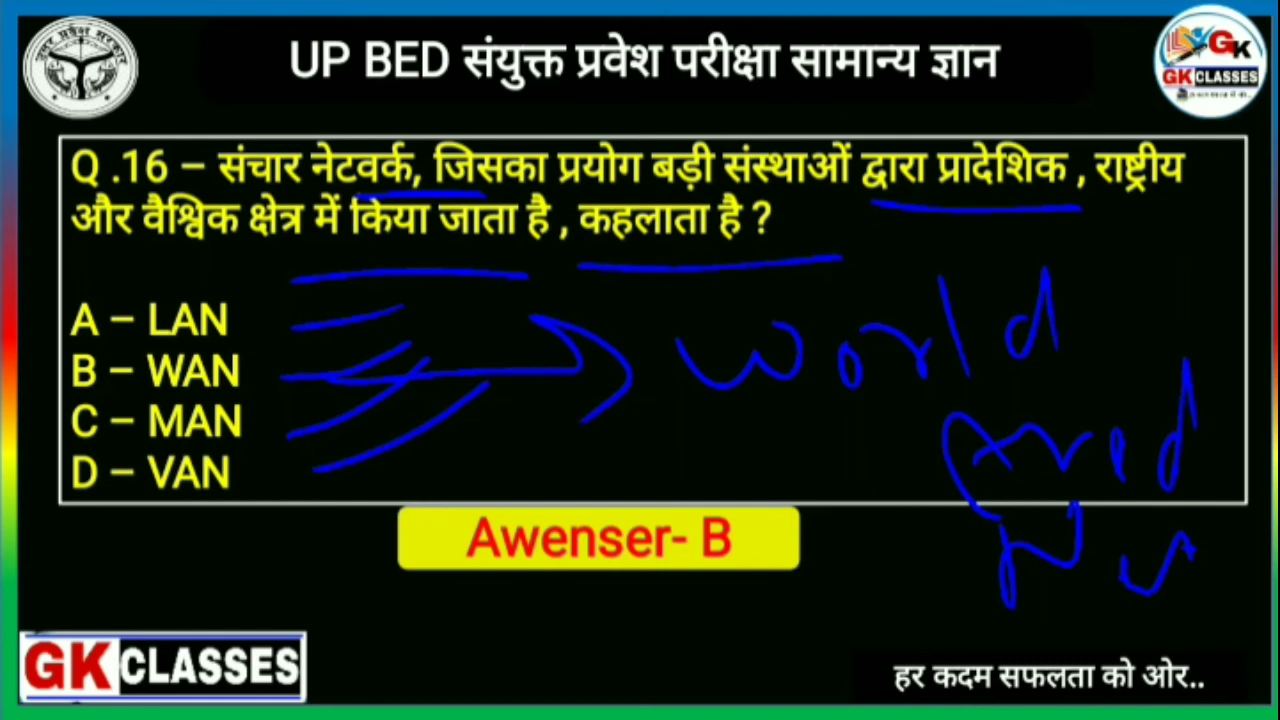 UP BED संयुक्त प्रवेश परीक्षा सामान्य ज्ञान
GK
GK CLASSES
Q .16 – संचार नेटवर्क, जिसका प्रयोग बड़ी संस्थाओं द्वारा प्रादेशिक , राष्ट्रीय
और वैश्विक क्षेत्र में किया जाता है , कहलाता है ?
A – LAN
B – WAN
C – MAN
D – VAN
world
Awenser- B
GK CLASSES
हर कदम सफलता को ओर..